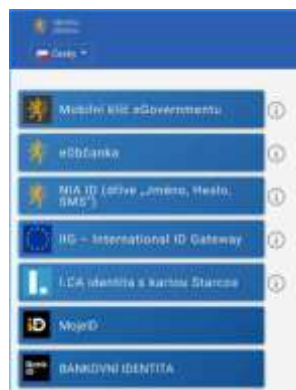 Česky
Mobilní klíč eGovernmentu
eObčanka
NIA ID (dříve „Jméno, Heslo,
SMS“)
IIG – International ID Gateway
I.CA identita s kartou Starcos
iD
MojeID
BANKOVNÍ IDENTITA